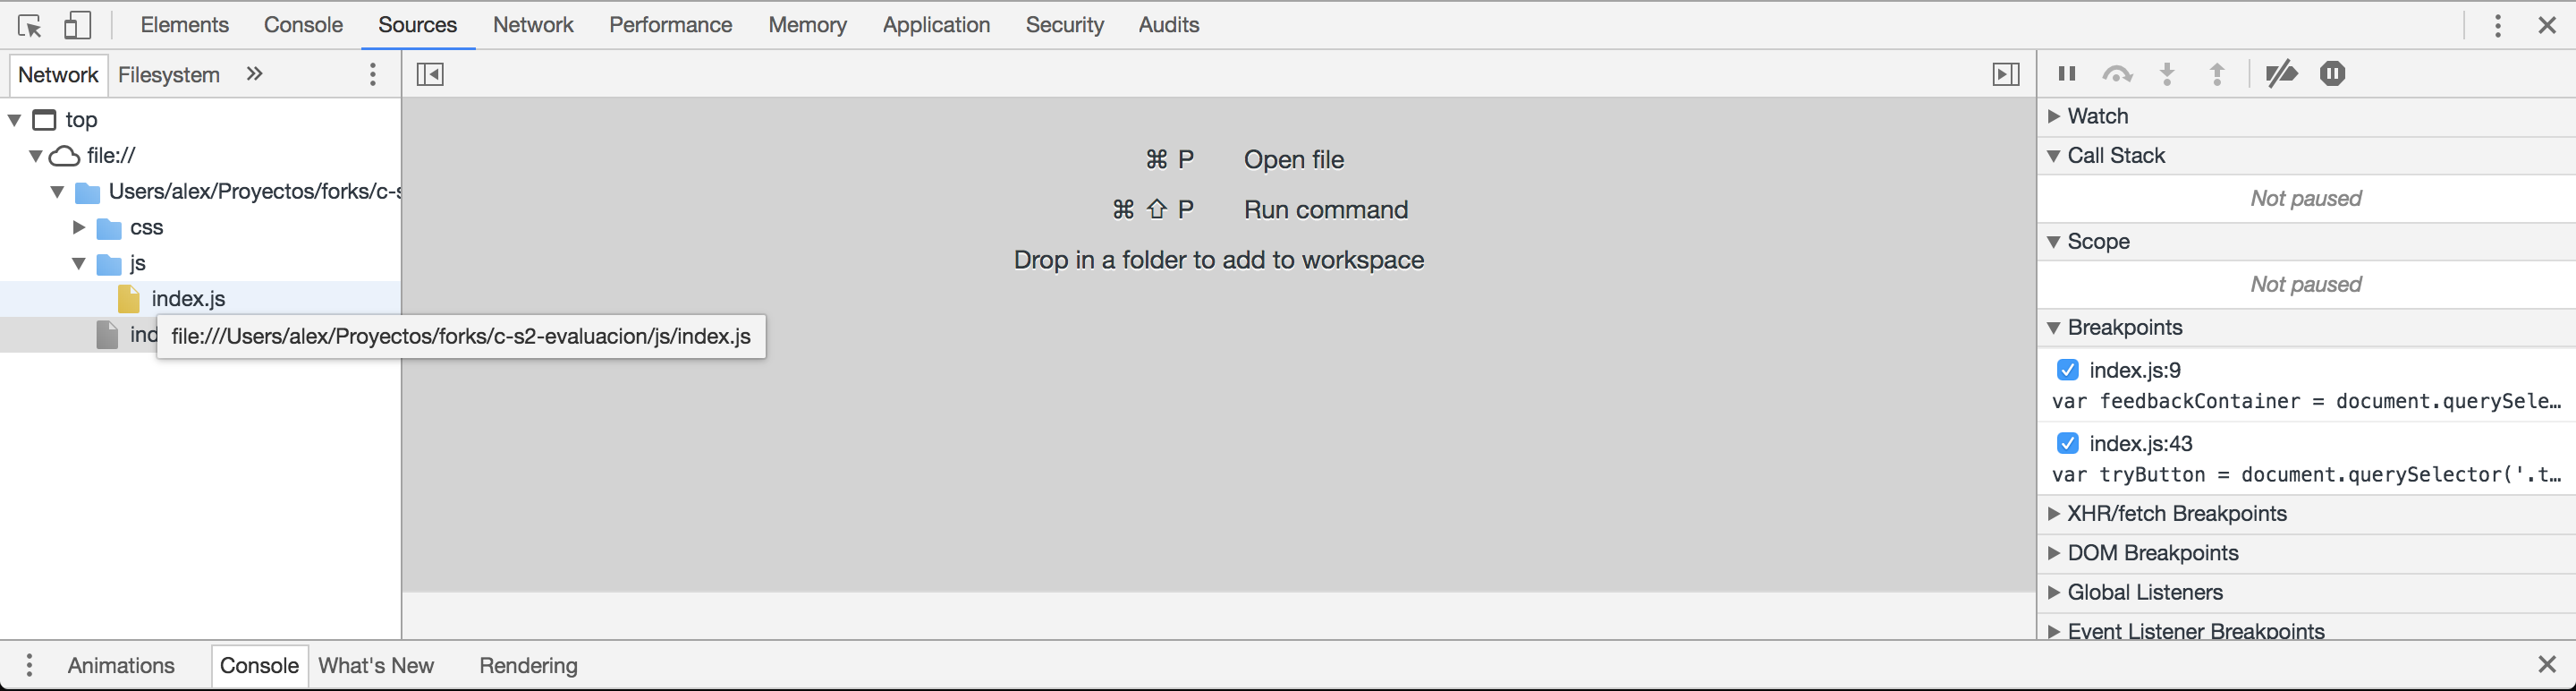 Elements Console Sources Network Performance Memory Application Security Audits
Network Filesystem »
top
file://
Users/alex/Proyectos/forks/c-s
css
js
index.js
ind
file:///Users/alex/Proyectos/forks/c-s2-evaluacion/js/index.js
⌘ P Open file
⌘ ⇧ P Run command
Drop in a folder to add to workspace
Watch
Call Stack
Not paused
Scope
Not paused
Breakpoints
index.js:9
var feedbackContainer = document.querySele…
index.js:43
var tryButton = document.querySelector('.t…
XHR/fetch Breakpoints
DOM Breakpoints
Global Listeners
Event Listener Breakpoints
Animations Console What's New Rendering